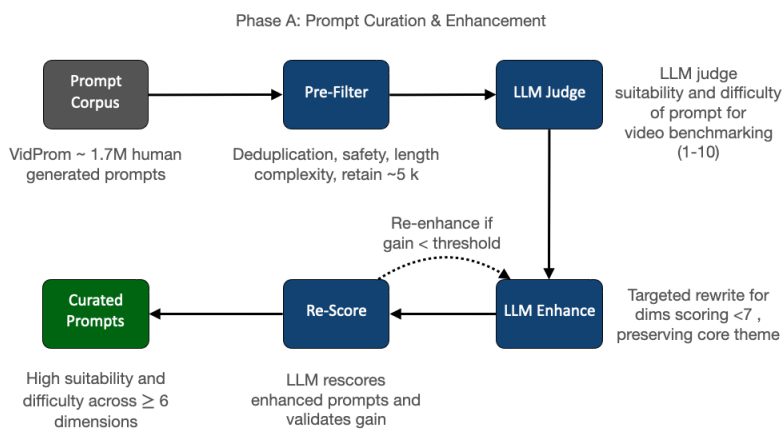 Phase A: Prompt Curation & Enhancement
Prompt
Corpus
Pre-Filter
LLM Judge
LLM judge
suitability and difficulty
of prompt for
video benchmarking
(1-10)
VidProm ~ 1.7M human
generated prompts
Deduplication, safety, length
complexity, retain ~5 k
Re-enhance if
gain < threshold
Curated
Prompts
Re-Score
LLM Enhance
Targeted rewrite for
dims scoring <7 ,
preserving core theme
High suitability and
difficulty across ≥ 6
dimensions
LLM rescores
enhanced prompts and
validates gain